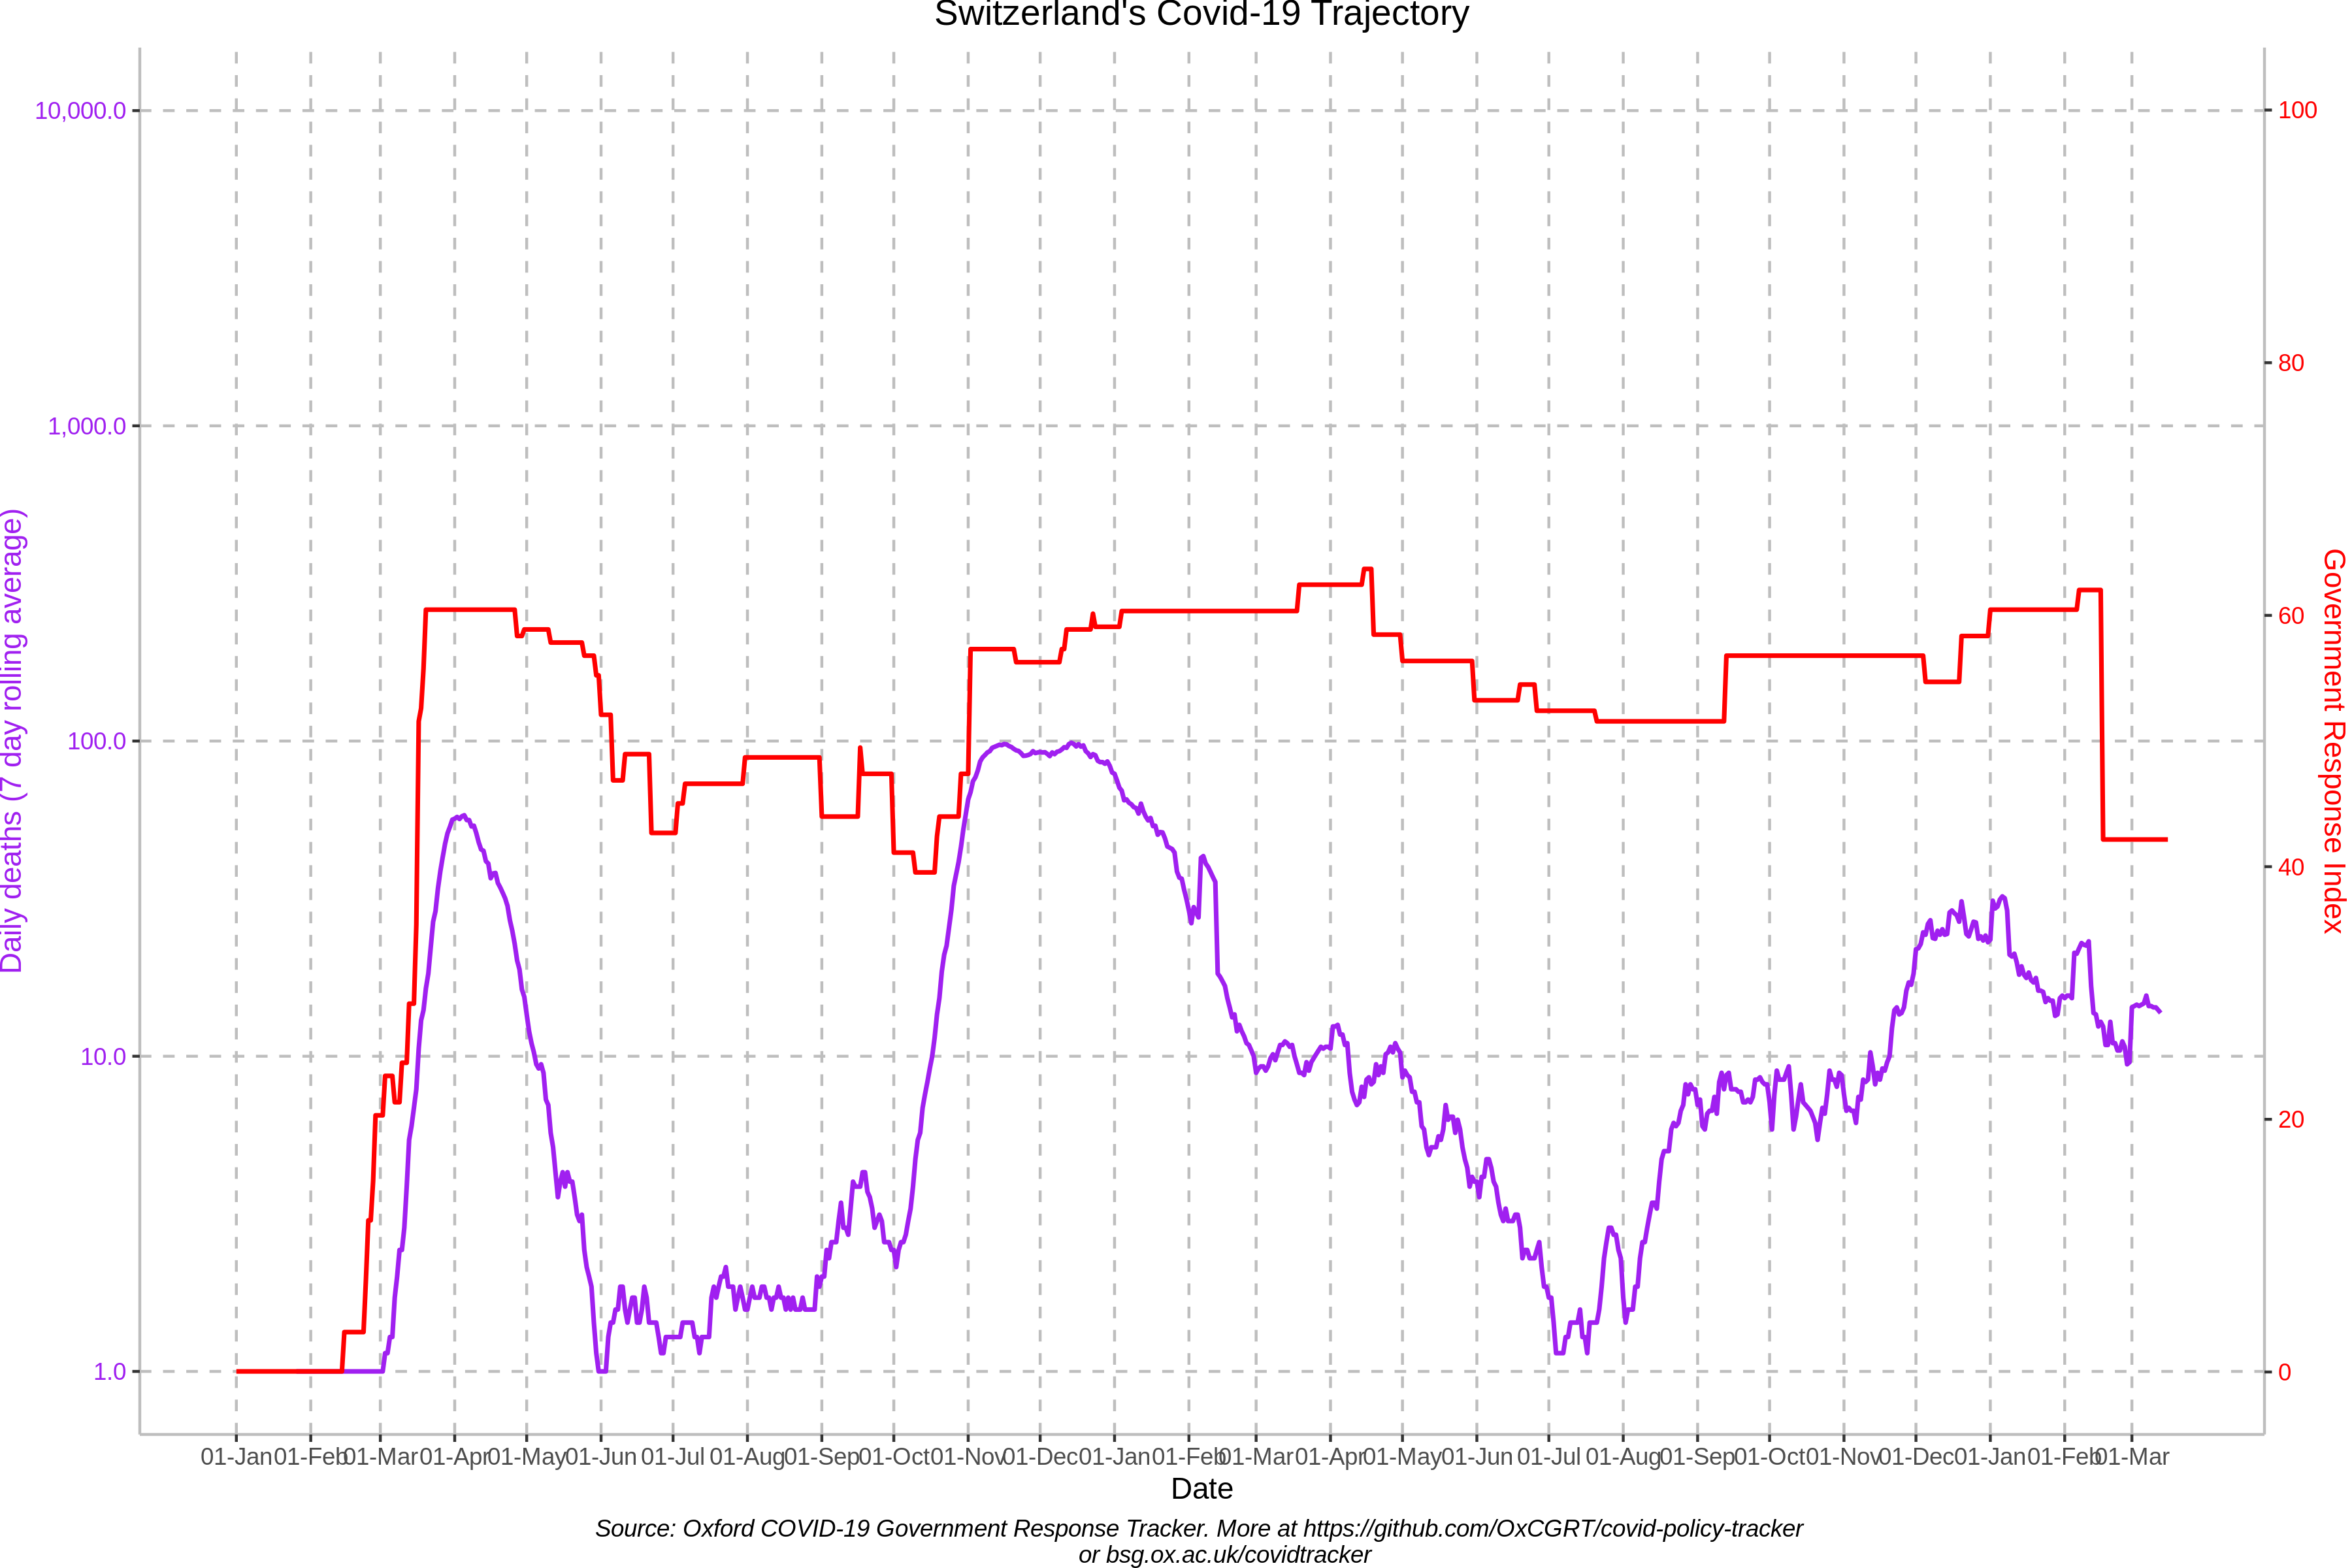 Switzerland's Covid-19 Trajectory
10,000.0
1,000.0
100.0
10.0
1.0
Daily deaths (7 day rolling average)
100
80
60
40
20
0
Government Response Index
01-Jan 01-Feb 01-Mar 01-Apr 01-May 01-Jun 01-Jul 01-Aug 01-Sep 01-Oct 01-Nov 01-Dec 01-Jan 01-Feb 01-Mar 01-Apr 01-May 01-Jun 01-Jul 01-Aug 01-Sep 01-Oct 01-Nov 01-Dec 01-Jan 01-Feb 01-Mar
Date
Source: Oxford COVID-19 Government Response Tracker. More at https://github.com/OxCGRT/covid-policy-tracker
or bsg.ox.ac.uk/covidtracker